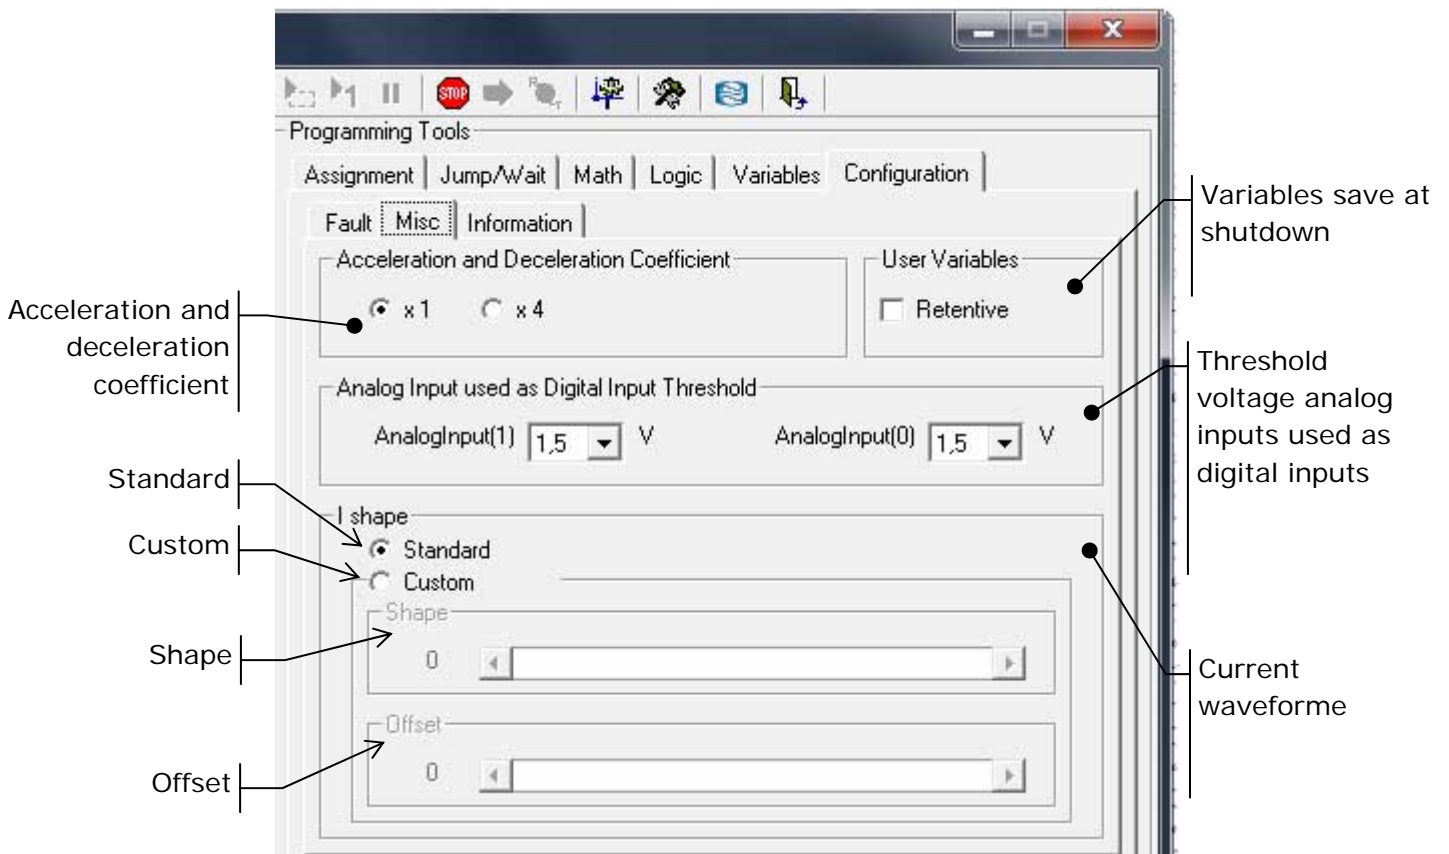 STOP
Programming Tools
Assignment Jump/Wait Math Logic Variables Configuration
Fault Misc Information
Acceleration and Deceleration Coefficient
User Variables
x 1 x 4
Retentive
Analog Input used as Digital Input Threshold
AnalogInput(1) 1,5 V AnalogInput(0) 1,5 V
I shape
Standard
Custom
Shape
0
Offset
0
Acceleration and
deceleration
coefficient
Standard
Custom
Shape
Offset
Variables save at
shutdown
Threshold
voltage analog
inputs used as
digital inputs
Current
waveforme